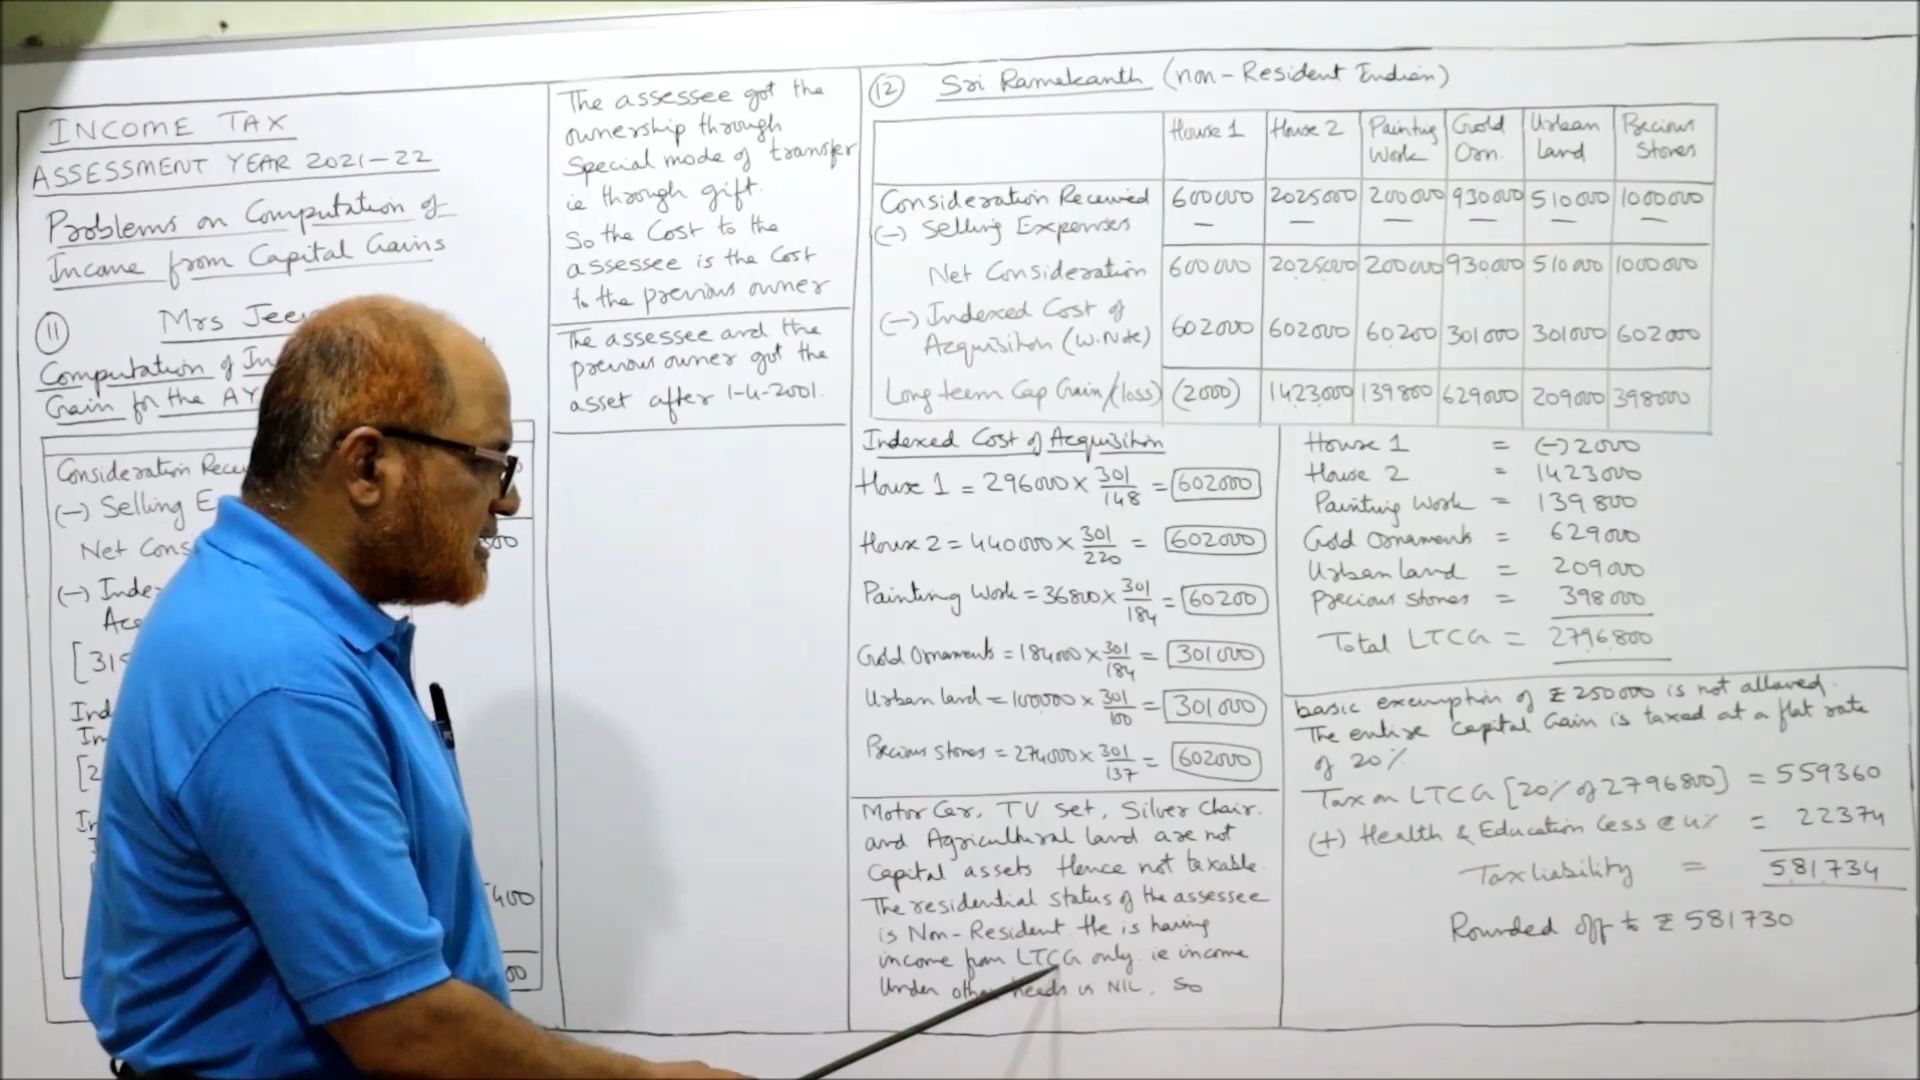 INCOME TAX
ASSESSMENT YEAR 2021-22
Problems on Computation of
Income from Capital Gains
(11) Mrs
Computation of
Gain for the AY
Consideration
(-) Selling
Net
(-)
[315
[2
500
5400
00
The assessee got the
ownership through
Special mode of transfer
ie through gift.
So the Cost to the
assessee is the Cost
to the previous owner
The assessee and the
previous owner got the
asset after 1-4-2001.
(12) Sri Ramakanth (non-Resident Indian)
House 1 House 2 Painting Work Gold Orn. Urban Land Precious Stones
Consideration Received 600000 2025000 200000 930000 510000 1000000
(-) Selling Expenses — — — — — —
Net Consideration 600000 2025000 200000 930000 510000 1000000
(-) Indexed Cost of
Acquisition (W.Note) 602000 602000 60200 301000 301000 602000
Long term Cap Gain/(loss) (2000) 1423000 139800 629000 209000 398000
Indexed Cost of Acquisition
House 1 = 296000 × 301/148 = 602000
House 2 = 440000 × 301/220 = 602000
Painting Work = 36800 × 301/184 = 60200
Gold Ornaments = 184000 × 301/184 = 301000
Urban land = 100000 × 301/100 = 301000
Precious Stones = 274000 × 301/137 = 602000
Motor Car, TV set, Silver Chair.
and Agricultural land are not
Capital assets Hence not taxable.
The residential status of the assessee
is Non-Resident He is having
income from LTCG only. ie income
Under other heads is NIL. So
House 1 = (-) 2000
House 2 = 1423000
Painting Work = 139800
Gold Ornaments = 629000
Urban land = 209000
Precious stones = 398000
Total LTCG = 2796800
basic exemption of ₹ 250000 is not allowed.
The entire Capital Gain is taxed at a flat rate
of 20%
Tax on LTCG [20% of 2796800] = 559360
(+) Health & Education Cess @ 4% = 22374
Tax liability = 581734
Rounded off to ₹ 581730